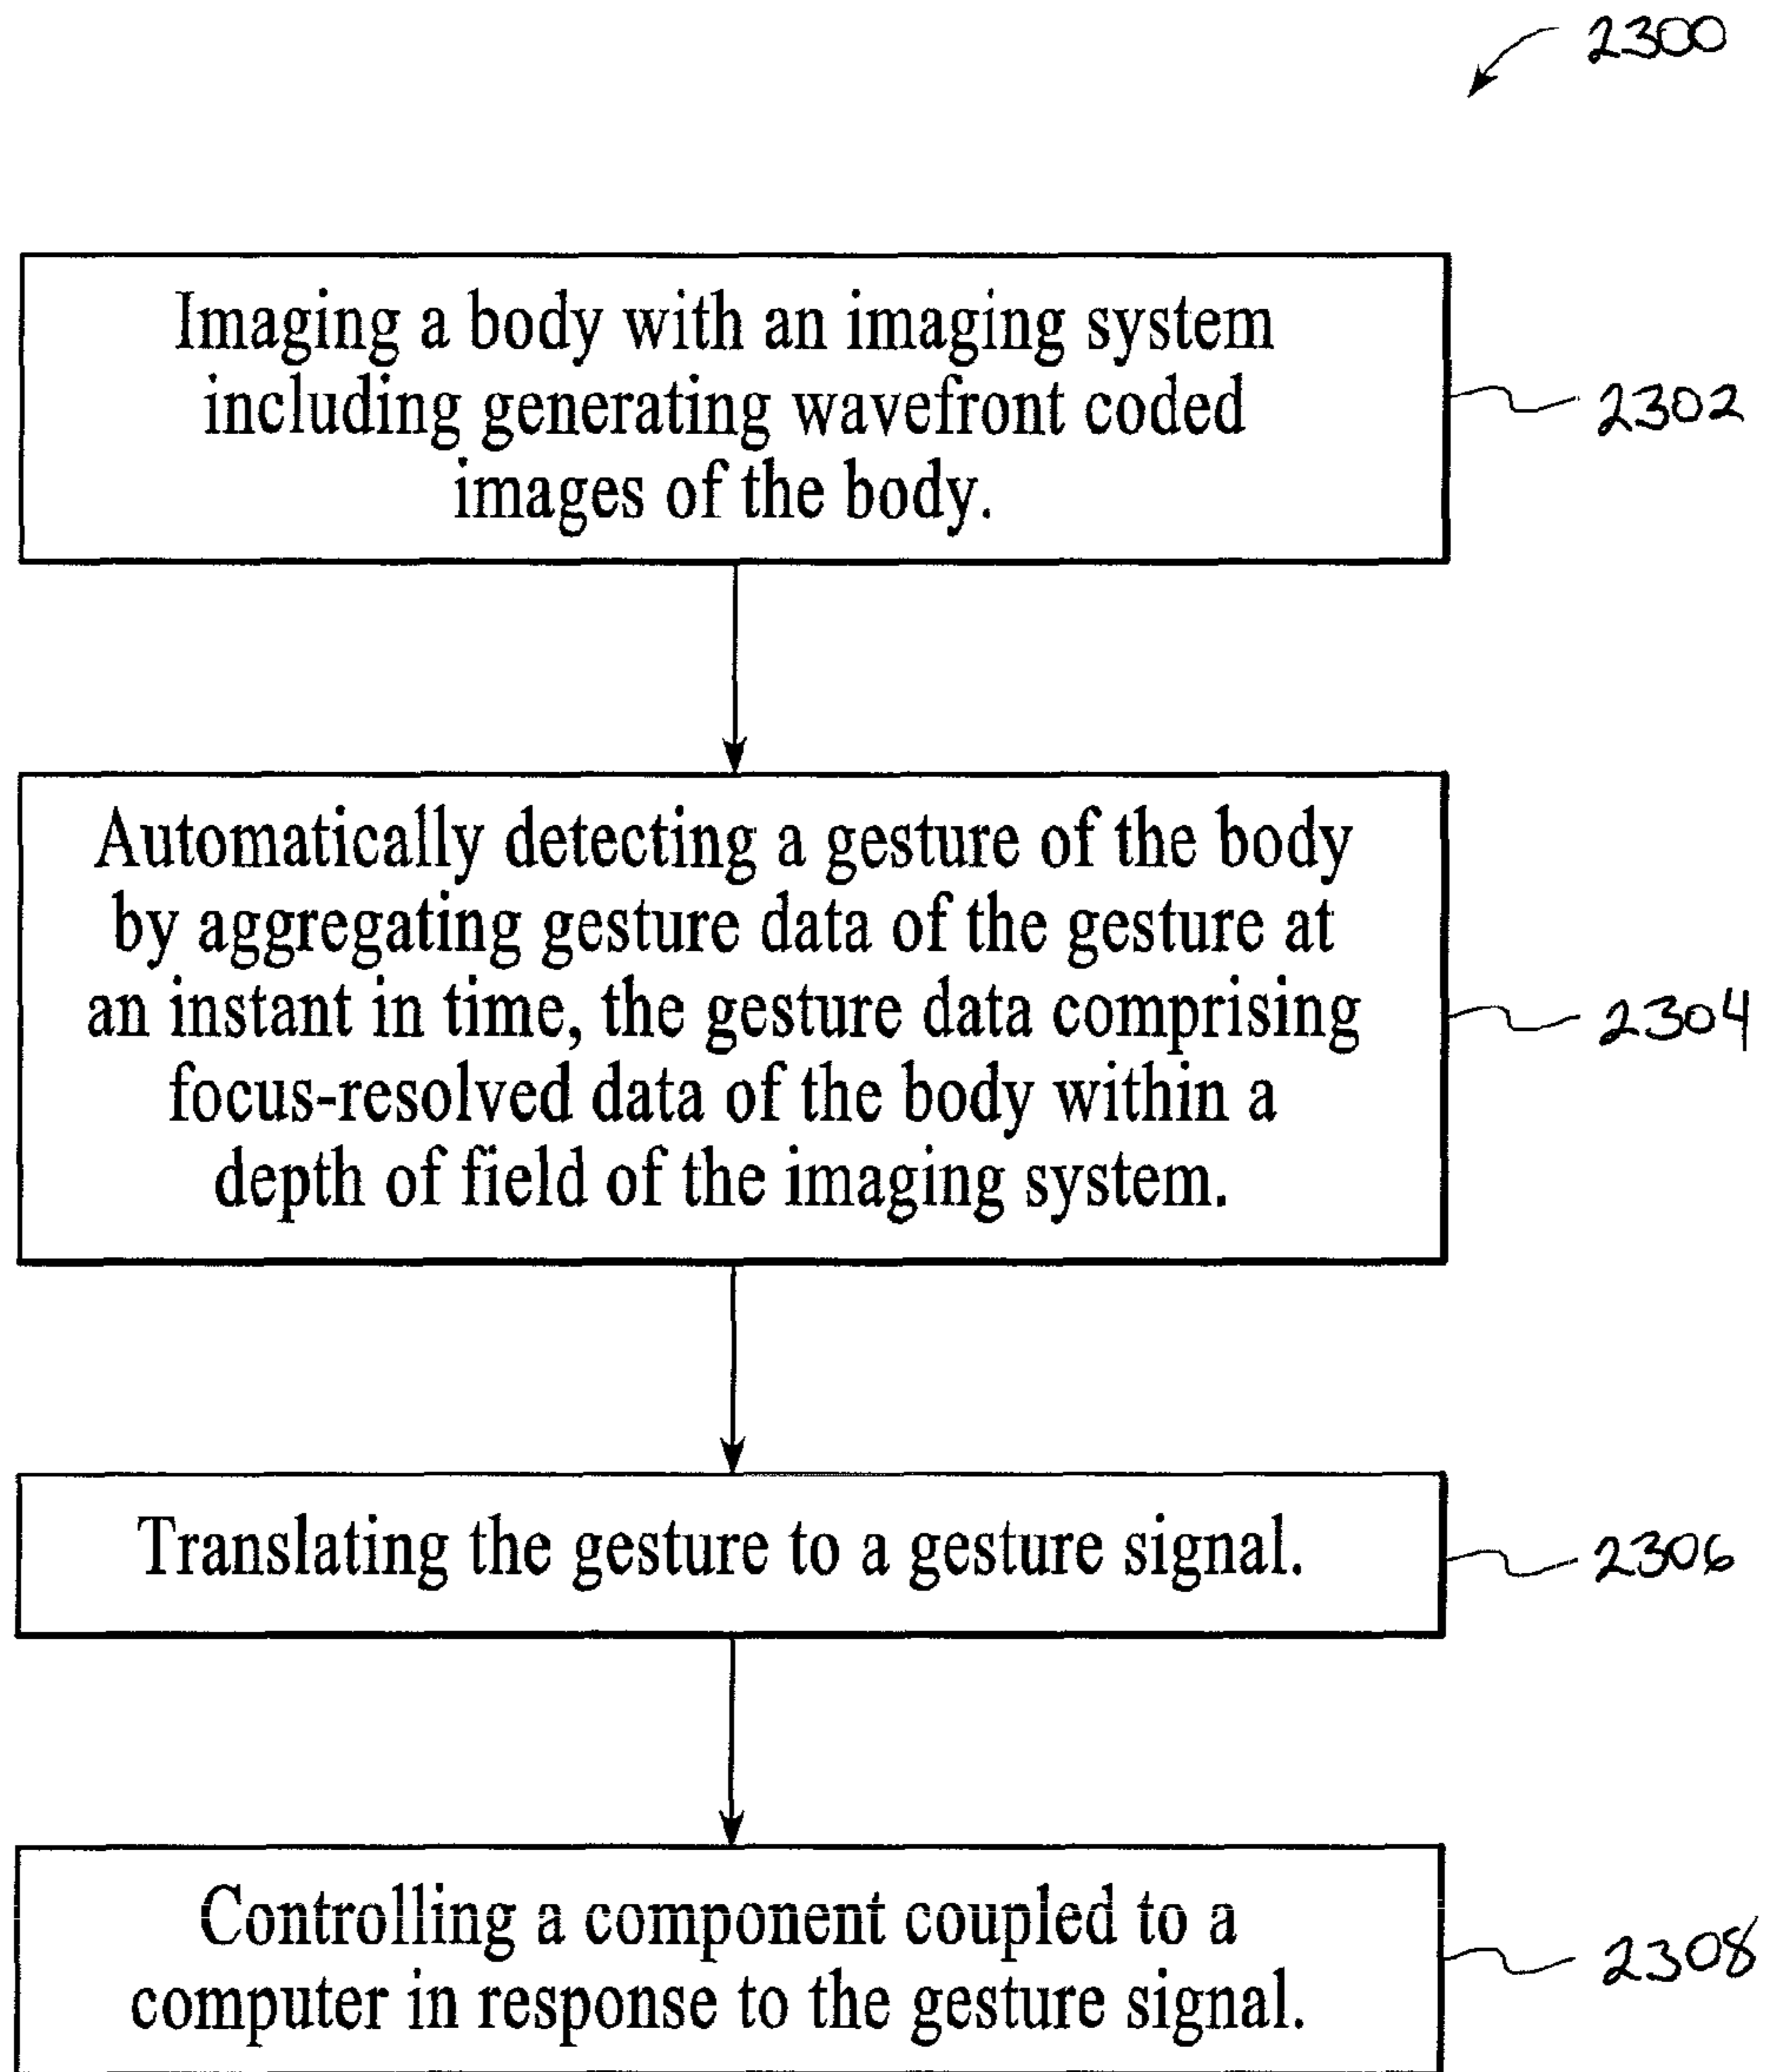 2300
Imaging a body with an imaging system
including generating wavefront coded
images of the body.
2302
Automatically detecting a gesture of the body
by aggregating gesture data of the gesture at
an instant in time, the gesture data comprising
focus-resolved data of the body within a
depth of field of the imaging system.
2304
Translating the gesture to a gesture signal.
2306
Controlling a component coupled to a
computer in response to the gesture signal.
2308